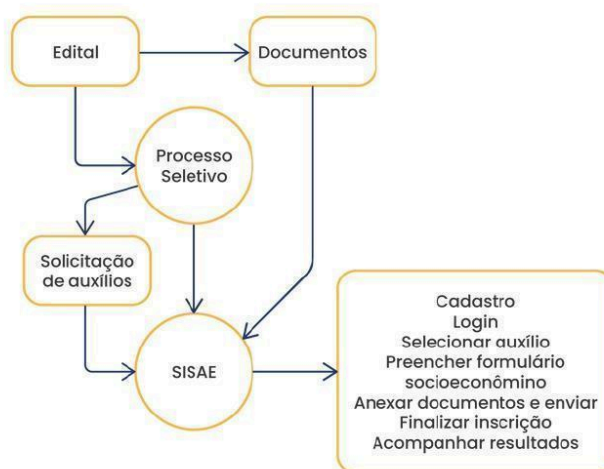 Edital
Documentos
Processo
Seletivo
Solicitação
de auxílios
SISAE
Cadastro
Login
Selecionar auxílio
Preencher formulário
socioeconômino
Anexar documentos e enviar
Finalizar inscrição
Acompanhar resultados